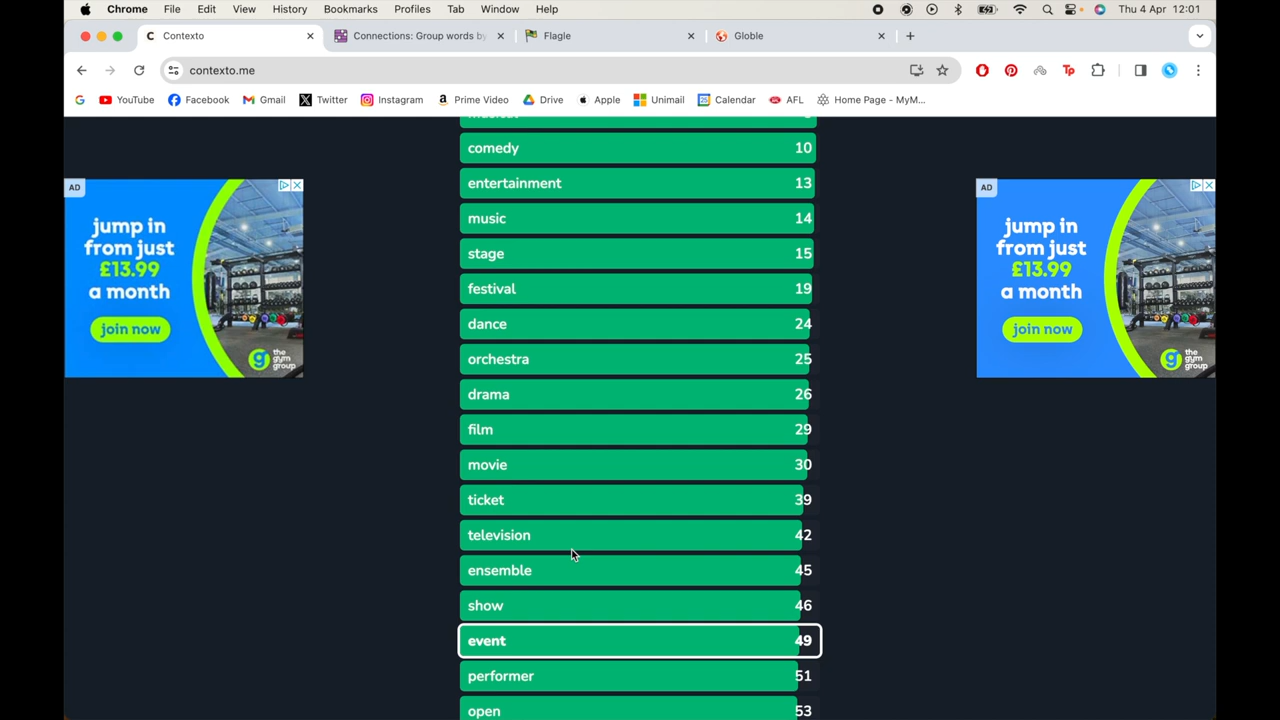 Chrome File Edit View History Bookmarks Profiles Tab Window Help Thu 4 Apr 12:01
Contexto Connections: Group words by Flagle Globle
contexto.me
YouTube Facebook Gmail Twitter Instagram Prime Video Drive Apple Unimail Calendar AFL Home Page - MyM...
comedy 10
entertainment 13
music 14
stage 15
festival 19
dance 24
orchestra 25
drama 26
film 29
movie 30
ticket 39
television 42
ensemble 45
show 46
event 49
performer 51
open 53
AD
jump in
from just
£13.99
a month
join now
the
gym
group
AD
jump in
from just
£13.99
a month
join now
the
gym
group